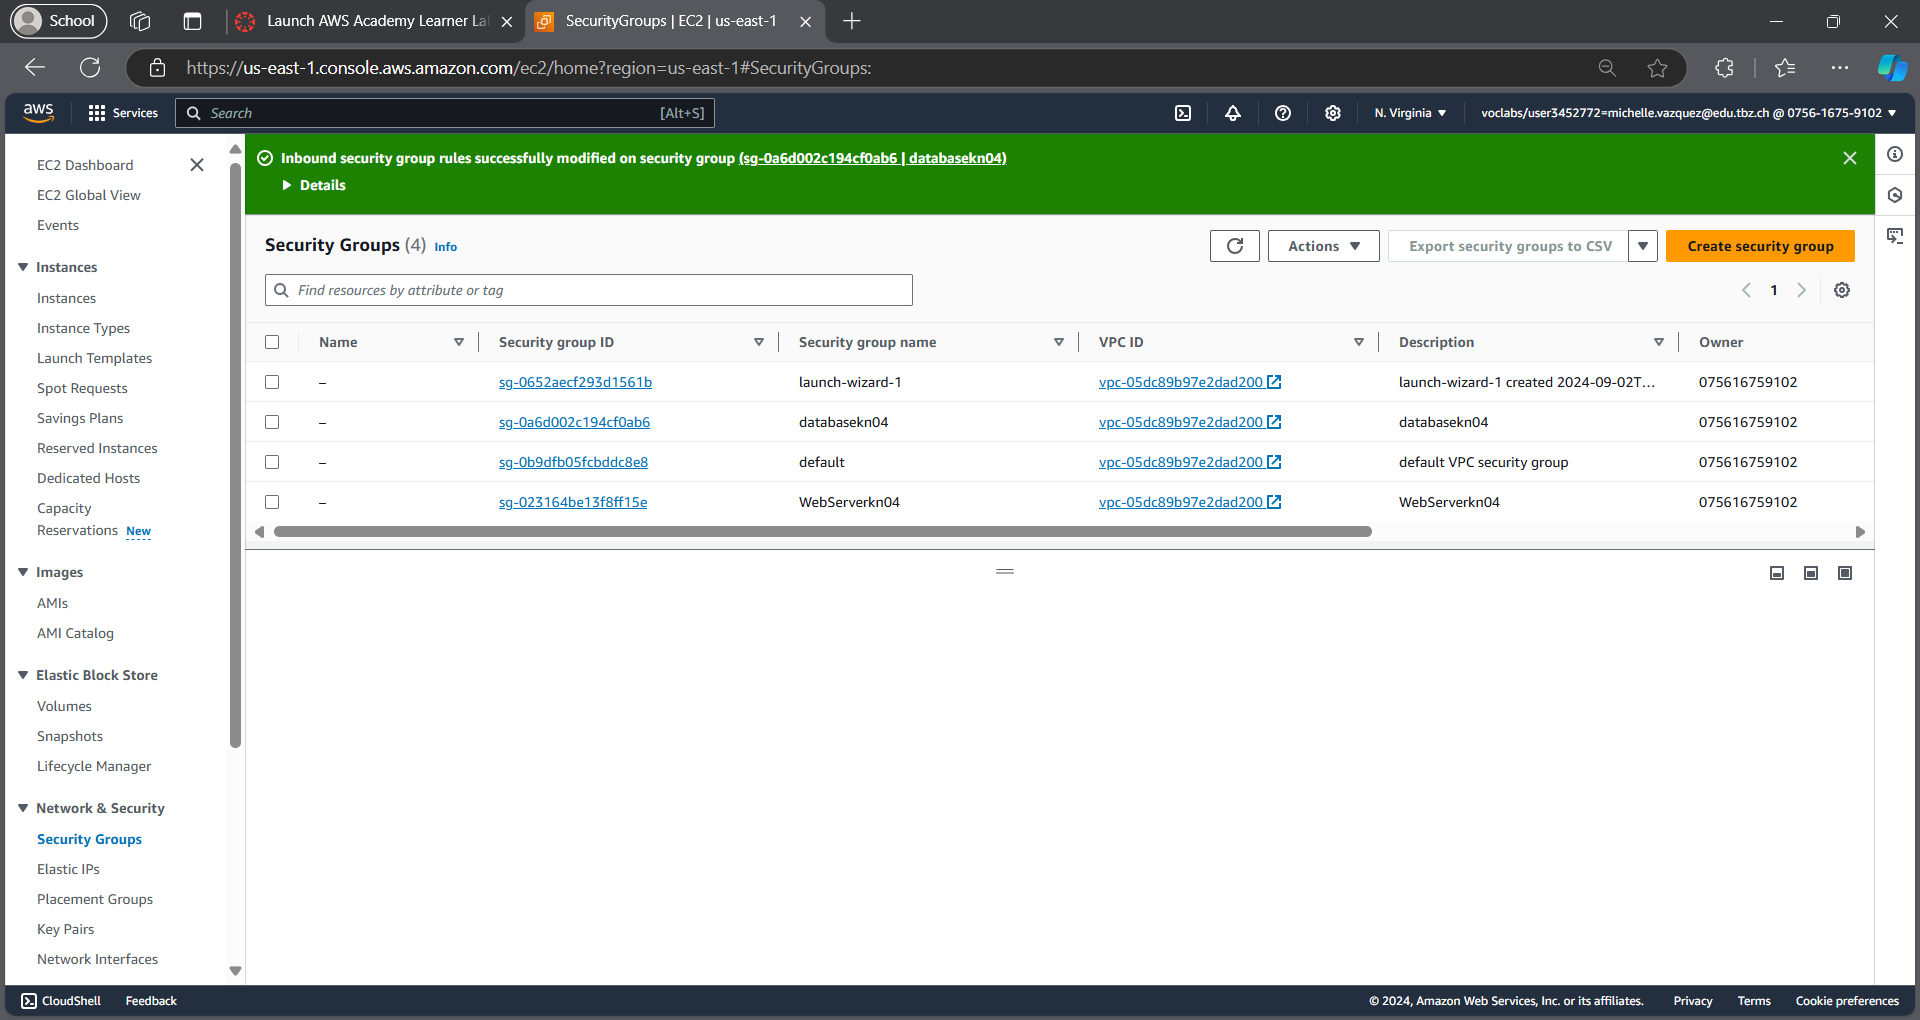 School
Launch AWS Academy Learner La
SecurityGroups | EC2 | us-east-1
https://us-east-1.console.aws.amazon.com/ec2/home?region=us-east-1#SecurityGroups:
aws
Services
Search
[Alt+S]
N. Virginia
voclabs/user3452772=michelle.vazquez@edu.tbz.ch @ 0756-1675-9102
EC2 Dashboard
EC2 Global View
Events
Instances
Instances
Instance Types
Launch Templates
Spot Requests
Savings Plans
Reserved Instances
Dedicated Hosts
Capacity
Reservations New
Images
AMIs
AMI Catalog
Elastic Block Store
Volumes
Snapshots
Lifecycle Manager
Network & Security
Security Groups
Elastic IPs
Placement Groups
Key Pairs
Network Interfaces
Inbound security group rules successfully modified on security group (sg-0a6d002c194cf0ab6 | databasekn04)
Details
Security Groups (4) Info
Actions
Export security groups to CSV
Create security group
Find resources by attribute or tag
1
Name Security group ID Security group name VPC ID Description Owner
– sg-0652aecf293d1561b launch-wizard-1 vpc-05dc89b97e2dad200 launch-wizard-1 created 2024-09-02T... 075616759102
– sg-0a6d002c194cf0ab6 databasekn04 vpc-05dc89b97e2dad200 databasekn04 075616759102
– sg-0b9dfb05fcbddc8e8 default vpc-05dc89b97e2dad200 default VPC security group 075616759102
– sg-023164be13f8ff15e WebServerkn04 vpc-05dc89b97e2dad200 WebServerkn04 075616759102
CloudShell
Feedback
© 2024, Amazon Web Services, Inc. or its affiliates.
Privacy
Terms
Cookie preferences